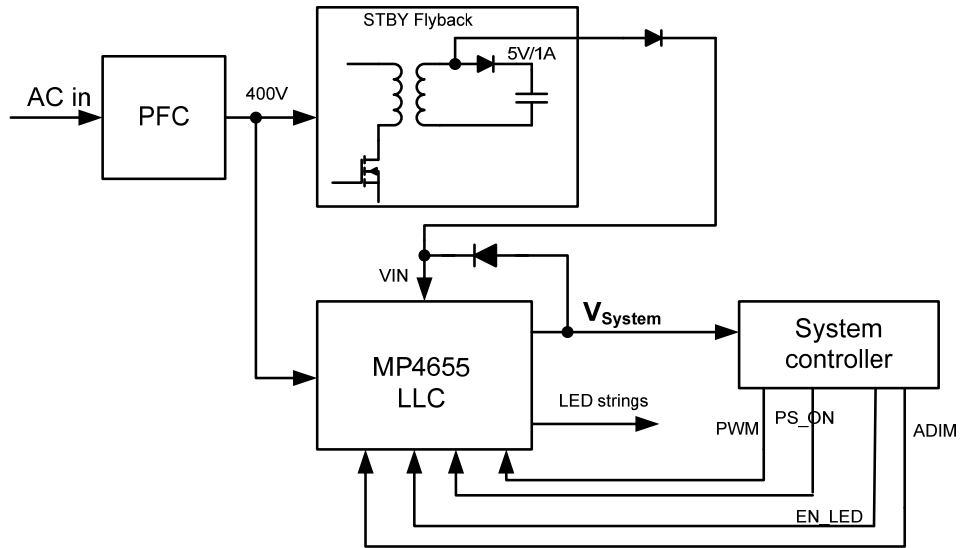 STBY Flyback
5V/1A
AC in
PFC
400V
VIN
VSystem
MP4655
LLC
LED strings
System
controller
PWM
PS_ON
ADIM
EN_LED